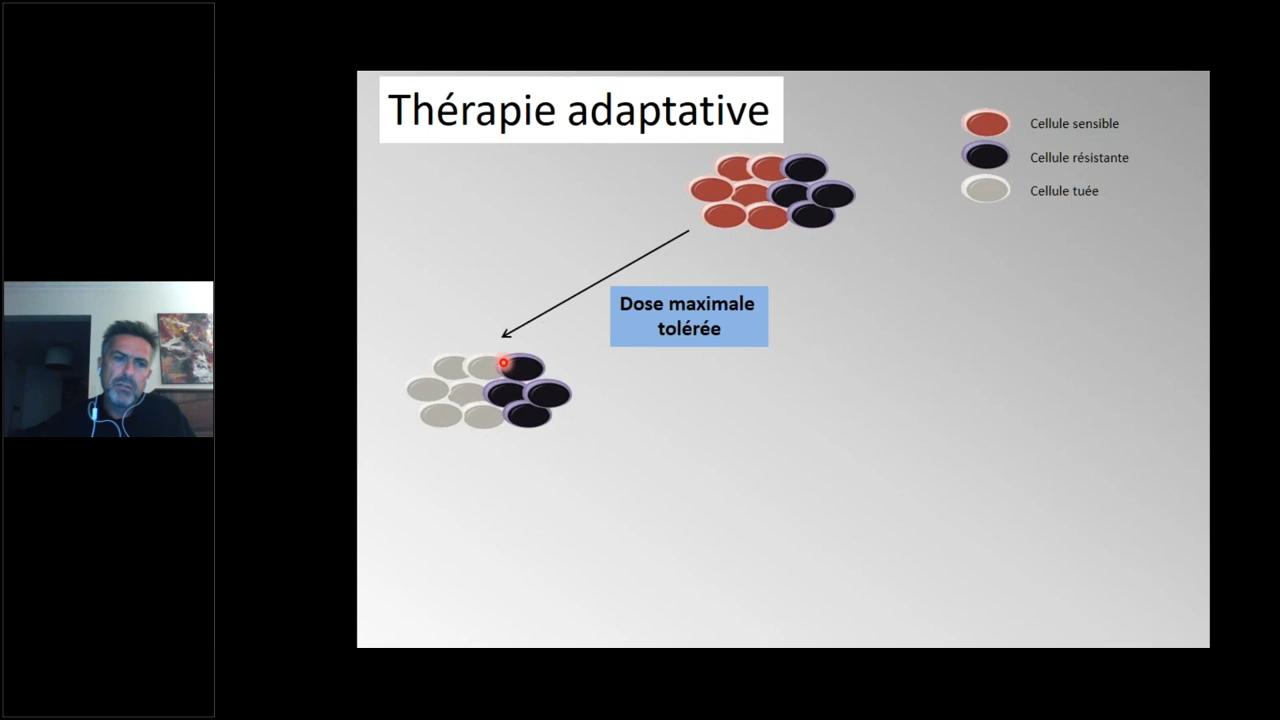 Thérapie adaptative
Cellule sensible
Cellule résistante
Cellule tuée
Dose maximale
tolérée